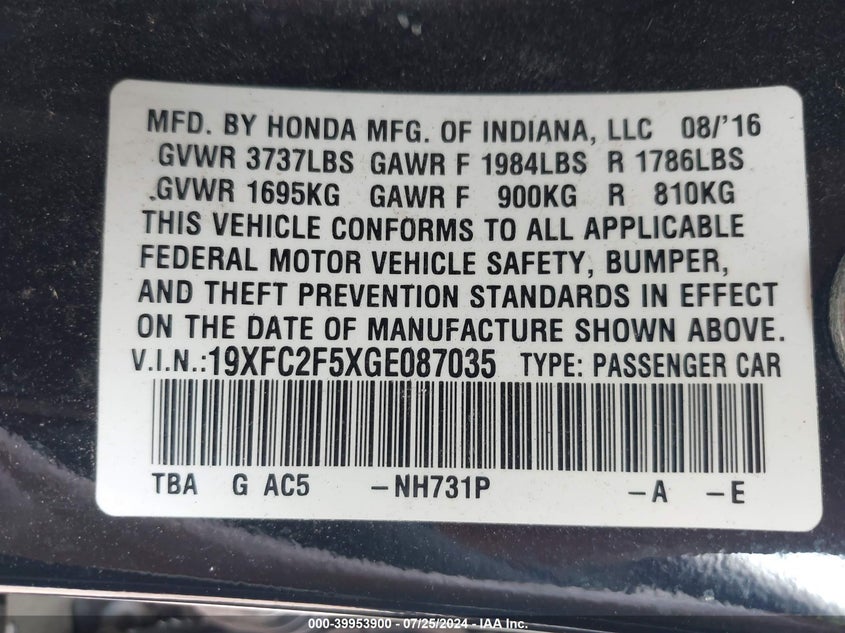 MFD. BY HONDA MFG. OF INDIANA, LLC 08/'16
GVWR 3737LBS GAWR F 1984LBS R 1786LBS
GVWR 1695KG GAWR F 900KG R 810KG
THIS VEHICLE CONFORMS TO ALL APPLICABLE
FEDERAL MOTOR VEHICLE SAFETY, BUMPER,
AND THEFT PREVENTION STANDARDS IN EFFECT
ON THE DATE OF MANUFACTURE SHOWN ABOVE.
V.I.N.:19XFC2F5XGE087035 TYPE: PASSENGER CAR
TBA G AC5 –NH731P –A –E
000-39953900 - 07/25/2024 - IAA Inc.